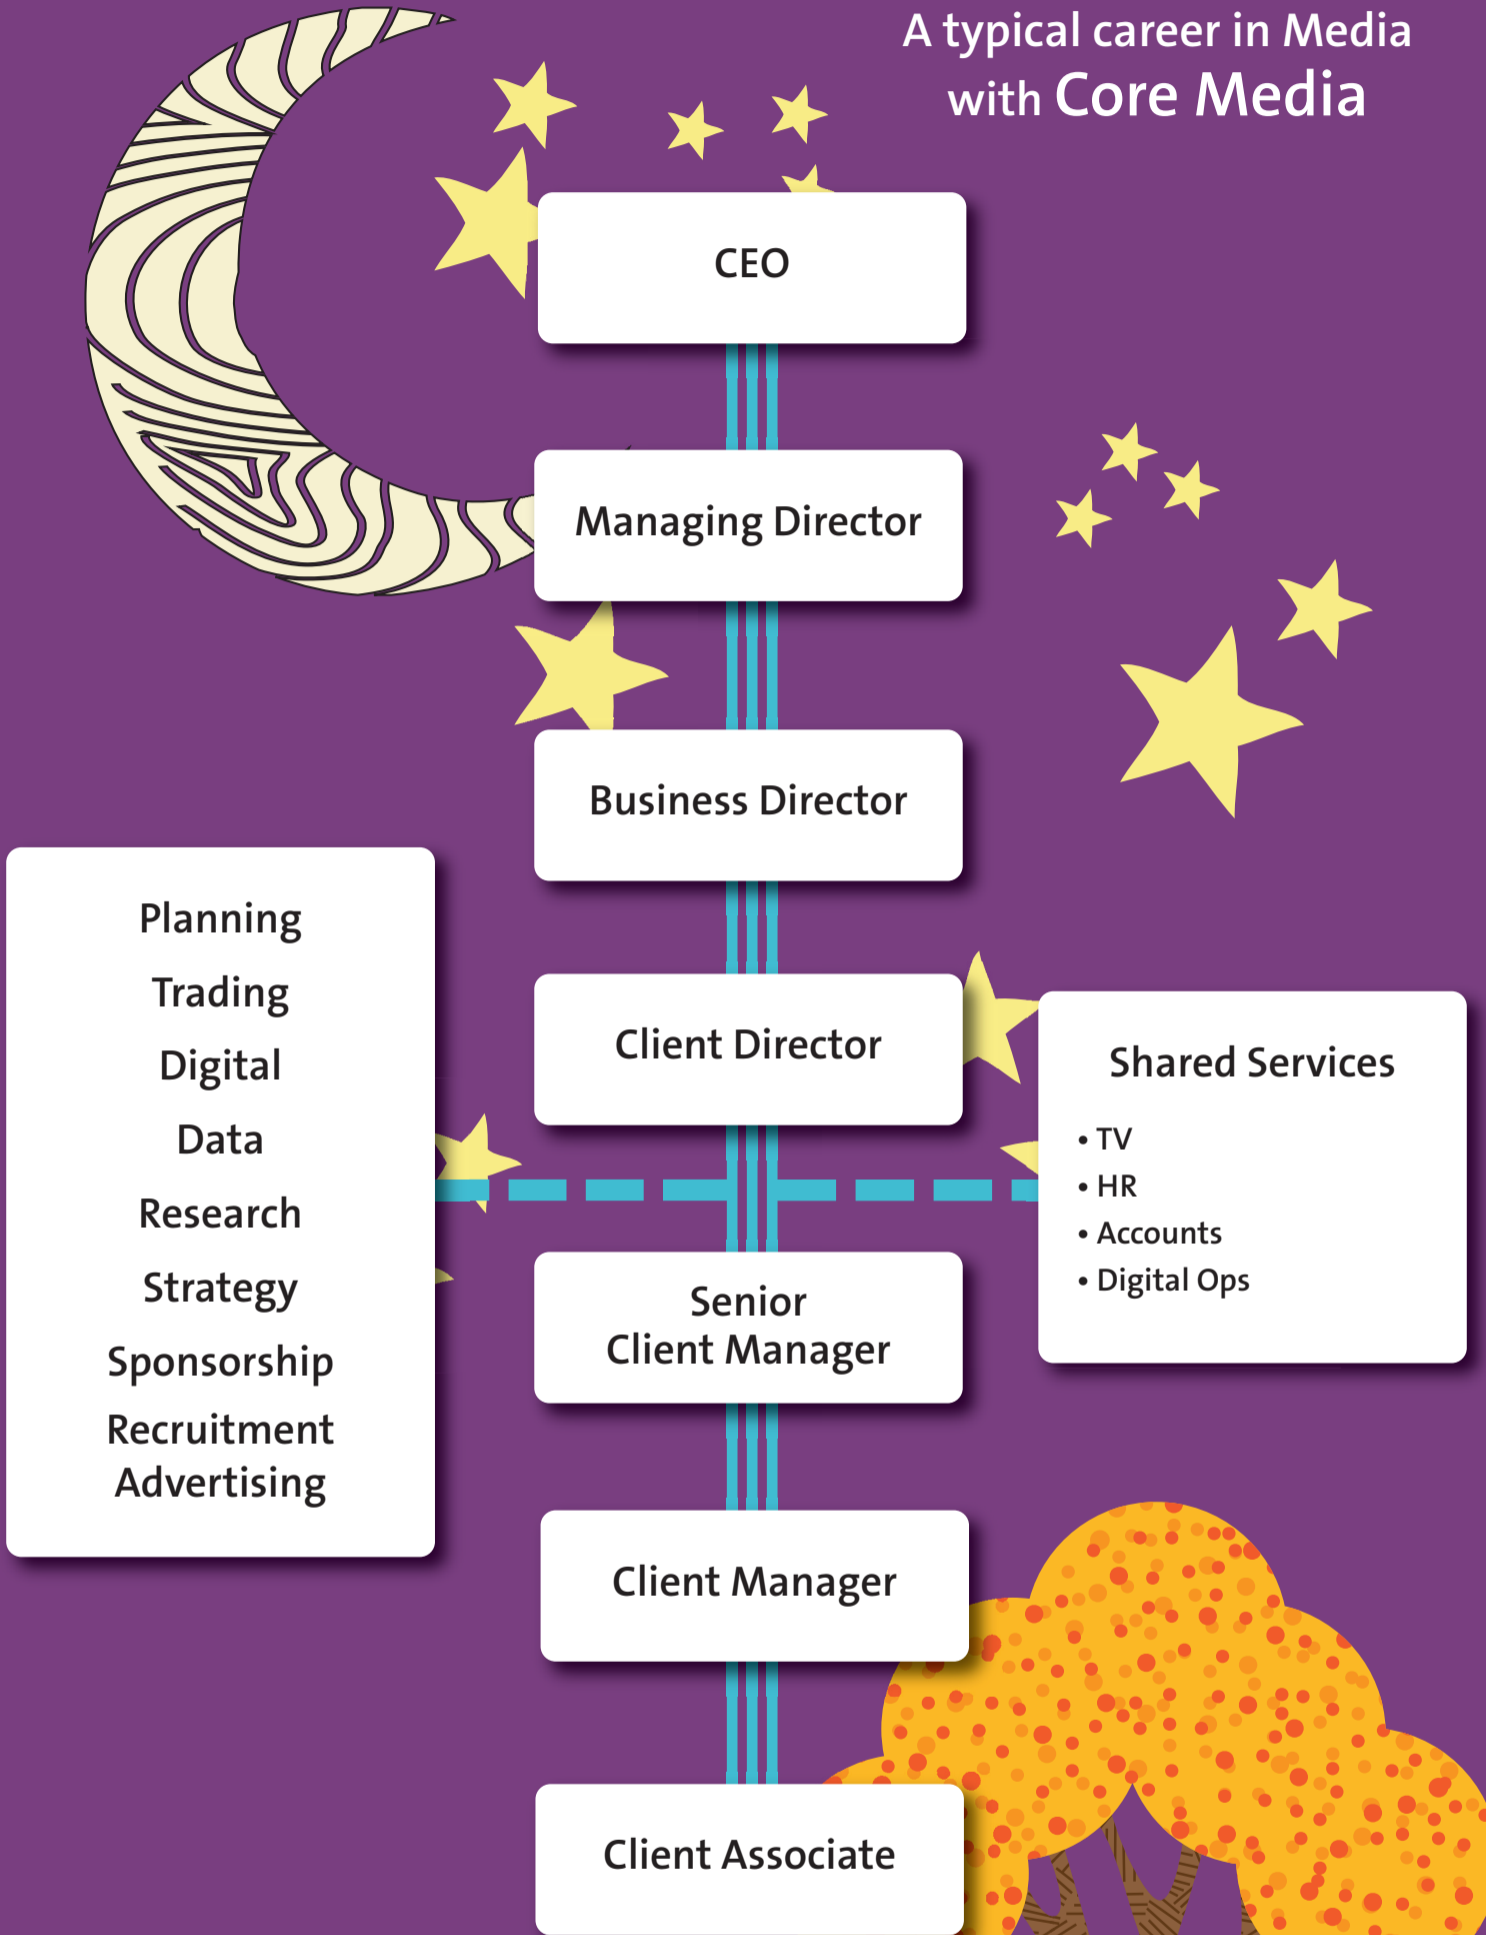 A typical career in Media
with Core Media
CEO
Managing Director
Business Director
Planning
Trading
Digital
Data
Research
Strategy
Sponsorship
Recruitment
Advertising
Client Director
Shared Services
• TV
• HR
• Accounts
• Digital Ops
Senior
Client Manager
Client Manager
Client Associate